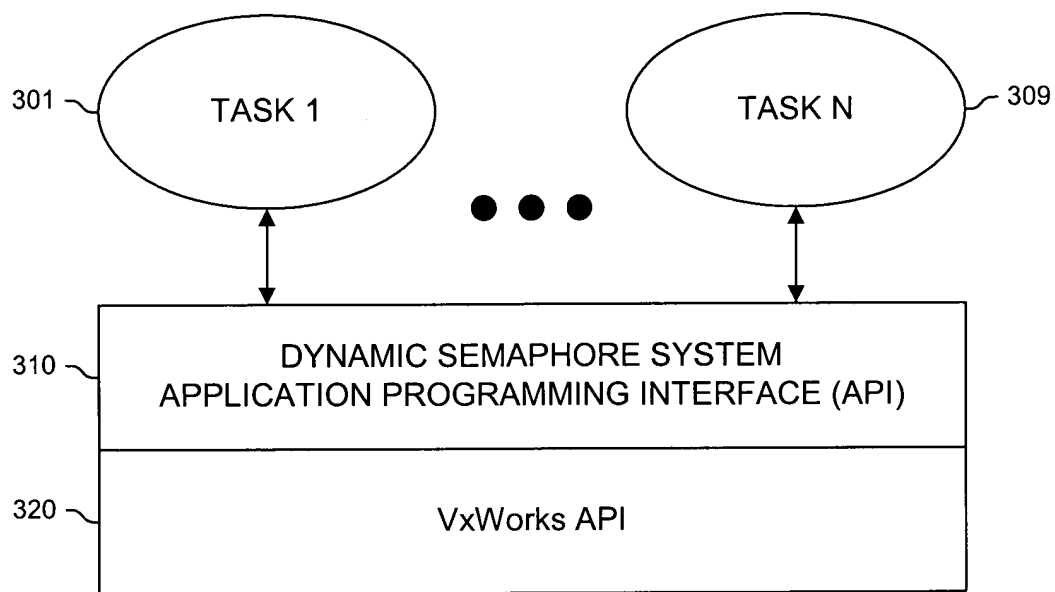 301
TASK 1
TASK N
309
310
DYNAMIC SEMAPHORE SYSTEM
APPLICATION PROGRAMMING INTERFACE (API)
320
VxWorks API